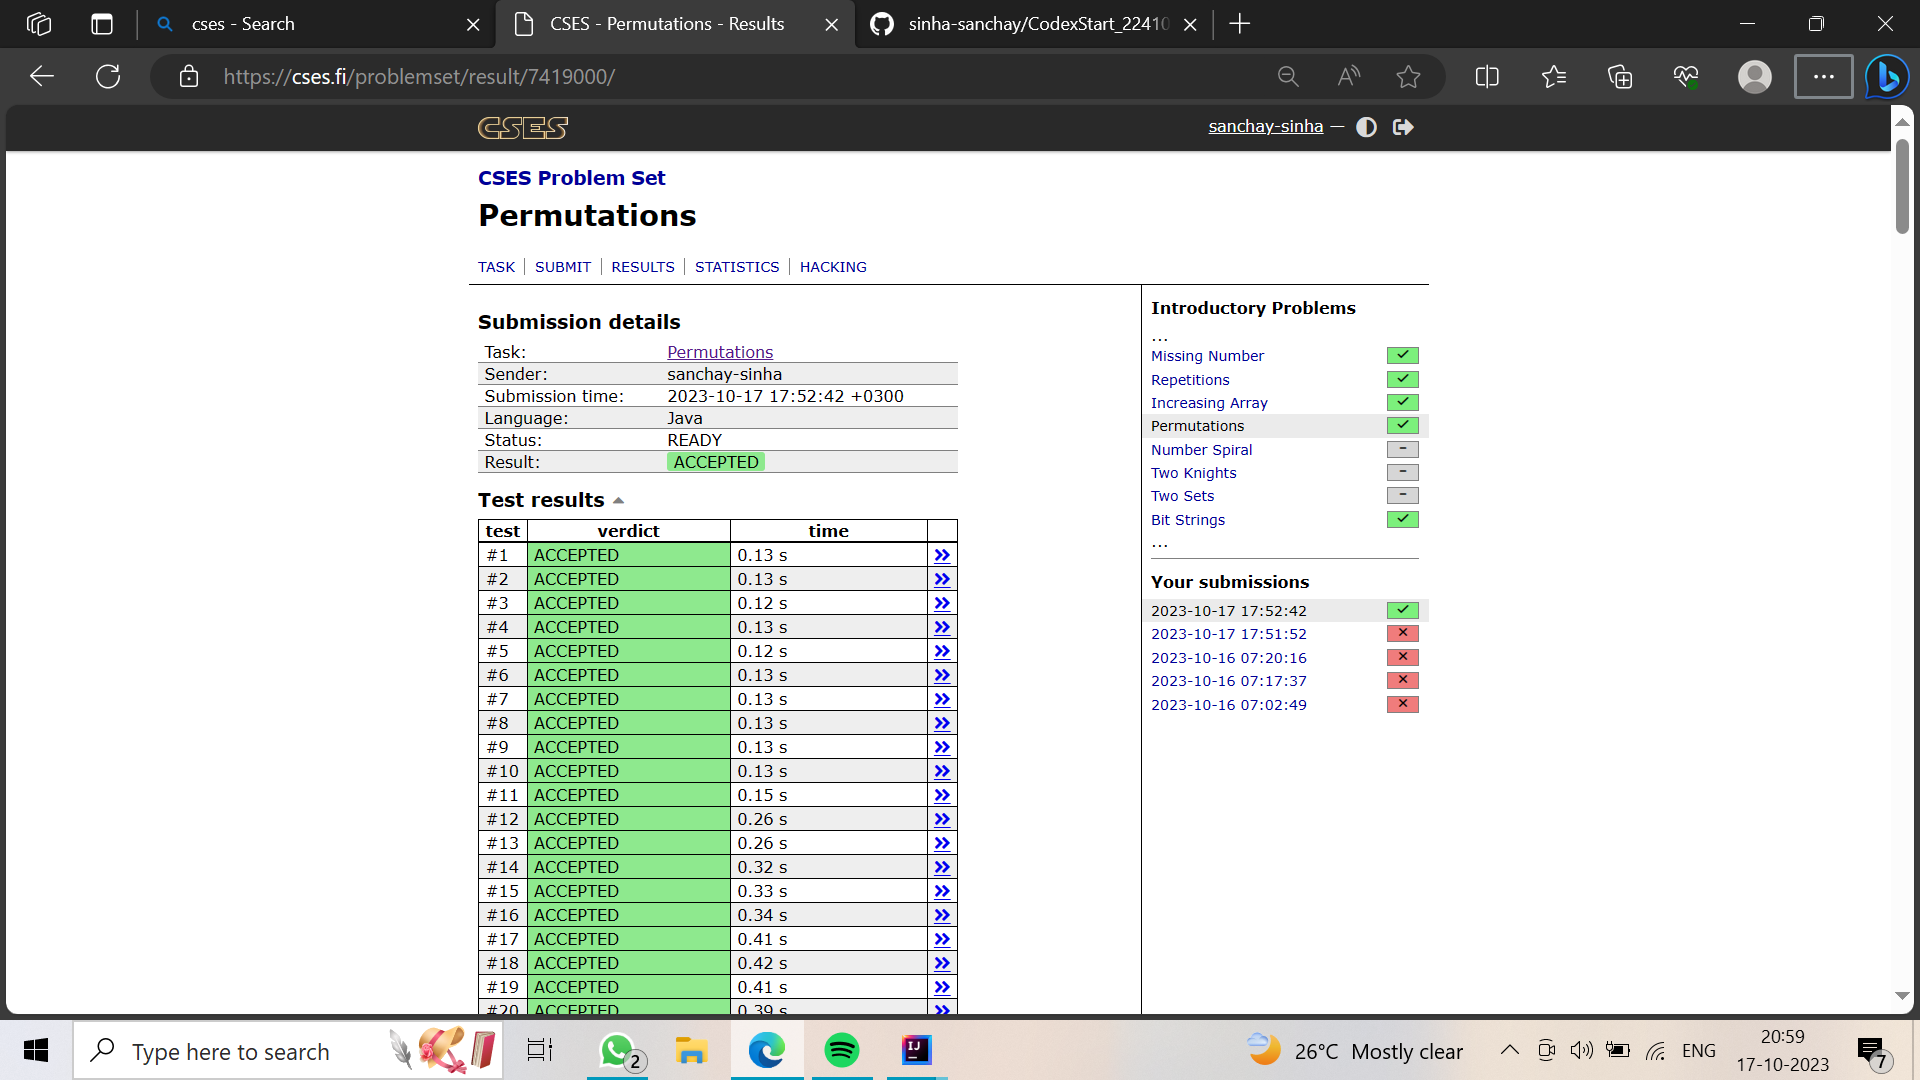 cses - Search
CSES - Permutations - Results
sinha-sanchay/CodexStart_22410
https://cses.fi/problemset/result/7419000/
CSES
sanchay-sinha —
CSES Problem Set
Permutations
TASK | SUBMIT | RESULTS | STATISTICS | HACKING
Submission details
Task: Permutations
Sender: sanchay-sinha
Submission time: 2023-10-17 17:52:42 +0300
Language: Java
Status: READY
Result: ACCEPTED
Test results
test verdict time
#1 ACCEPTED 0.13 s »
#2 ACCEPTED 0.13 s »
#3 ACCEPTED 0.12 s »
#4 ACCEPTED 0.13 s »
#5 ACCEPTED 0.12 s »
#6 ACCEPTED 0.13 s »
#7 ACCEPTED 0.13 s »
#8 ACCEPTED 0.13 s »
#9 ACCEPTED 0.13 s »
#10 ACCEPTED 0.13 s »
#11 ACCEPTED 0.15 s »
#12 ACCEPTED 0.26 s »
#13 ACCEPTED 0.26 s »
#14 ACCEPTED 0.32 s »
#15 ACCEPTED 0.33 s »
#16 ACCEPTED 0.34 s »
#17 ACCEPTED 0.41 s »
#18 ACCEPTED 0.42 s »
#19 ACCEPTED 0.41 s »
#20 ACCEPTED 0.39 s »
Introductory Problems
...
Missing Number
Repetitions
Increasing Array
Permutations
Number Spiral –
Two Knights –
Two Sets –
Bit Strings
...
Your submissions
2023-10-17 17:52:42
2023-10-17 17:51:52
2023-10-16 07:20:16
2023-10-16 07:17:37
2023-10-16 07:02:49
Type here to search
2
IJ
26°C Mostly clear
ENG
20:59
17-10-2023
7